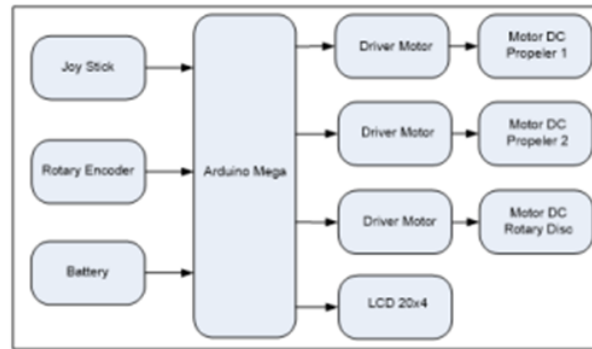 Joy Stick
Rotary Encoder
Battery
Arduino Mega
Driver Motor
Motor DC
Propeler 1
Driver Motor
Motor DC
Propeler 2
Driver Motor
Motor DC
Rotary Disc
LCD 20x4